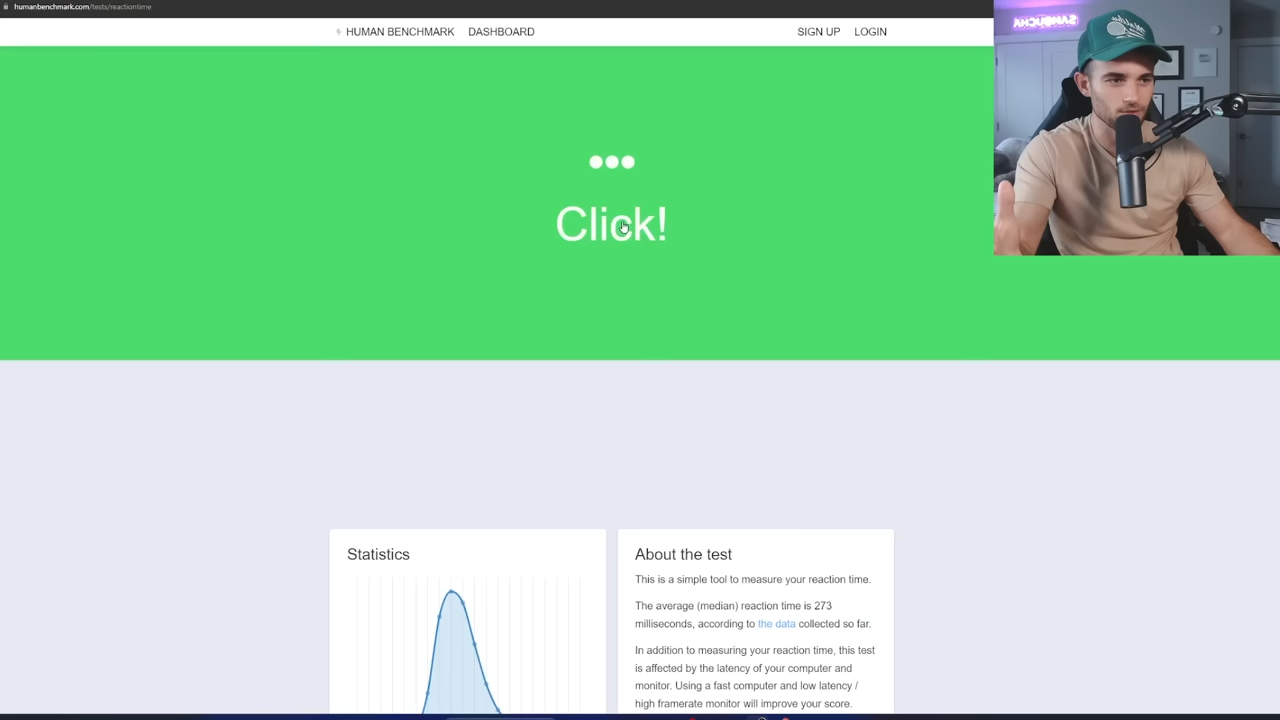 humanbenchmark.com/tests/reactiontime
HUMAN BENCHMARK DASHBOARD SIGN UP LOGIN
Click!
Statistics
About the test
This is a simple tool to measure your reaction time.
The average (median) reaction time is 273
milliseconds, according to the data collected so far.
In addition to measuring your reaction time, this test
is affected by the latency of your computer and
monitor. Using a fast computer and low latency /
high framerate monitor will improve your score.